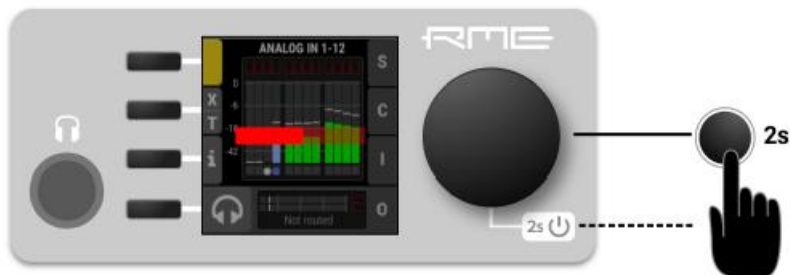 ANALOG IN 1-12
RME
S
0
X
-6
C
T
-18
i
-42
I
Not routed
O
2s
2s